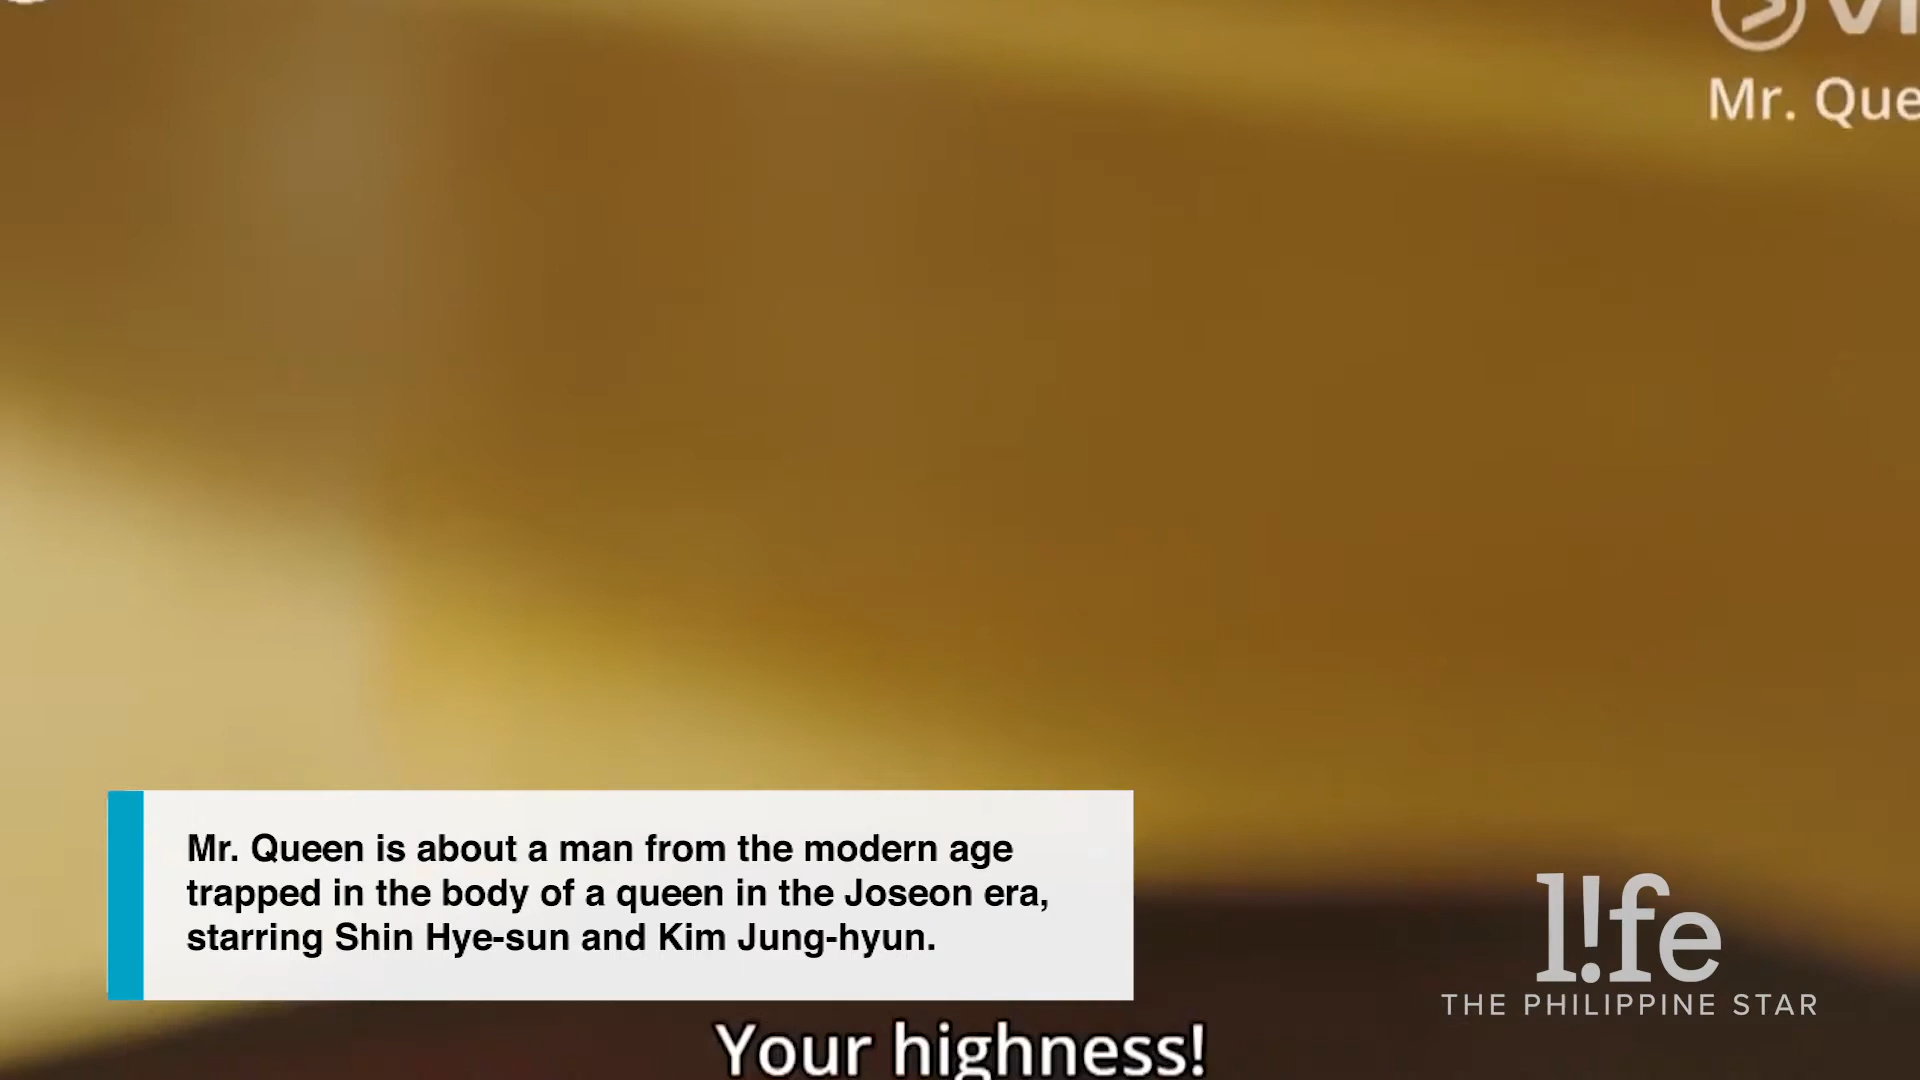 Mr. Que
Mr. Queen is about a man from the modern age
trapped in the body of a queen in the Joseon era,
starring Shin Hye-sun and Kim Jung-hyun.
l!fe
THE PHILIPPINE STAR
Your highness!